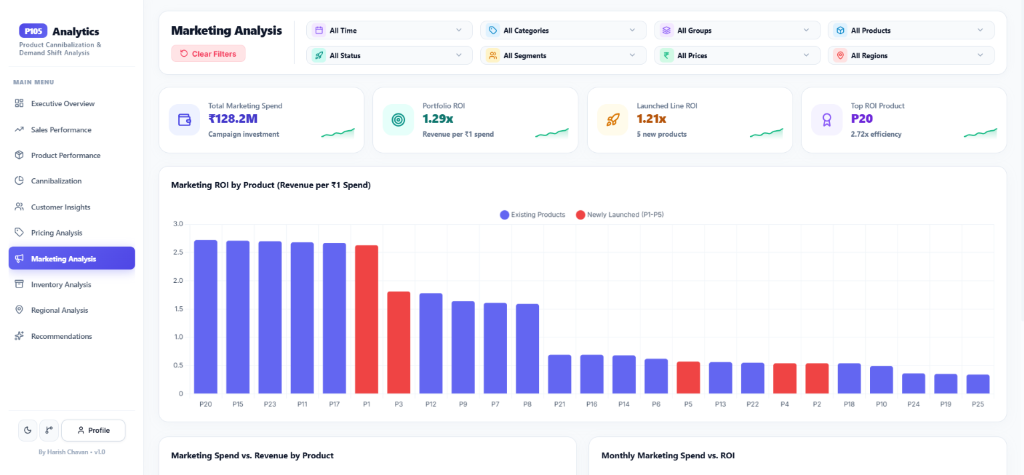 P105 Analytics
Product Cannibalization &
Demand Shift Analysis
MAIN MENU
Executive Overview
Sales Performance
Product Performance
Cannibalization
Customer Insights
Pricing Analysis
Marketing Analysis
Inventory Analysis
Regional Analysis
Recommendations
Profile
By Harish Chavan • v1.0
Marketing Analysis
Clear Filters
All Time
All Categories
All Groups
All Products
All Status
All Segments
₹ All Prices
All Regions
Total Marketing Spend
₹128.2M
Campaign investment
Portfolio ROI
1.29x
Revenue per ₹1 spend
Launched Line ROI
1.21x
5 new products
Top ROI Product
P20
2.72x efficiency
Marketing ROI by Product (Revenue per ₹1 Spend)
Existing Products Newly Launched (P1-P5)
3.0
2.5
2.0
1.5
1.0
0.5
0
P20 P15 P23 P11 P17 P1 P3 P12 P9 P7 P8 P21 P16 P14 P6 P5 P13 P22 P4 P2 P18 P10 P24 P19 P25
Marketing Spend vs. Revenue by Product
Monthly Marketing Spend vs. ROI